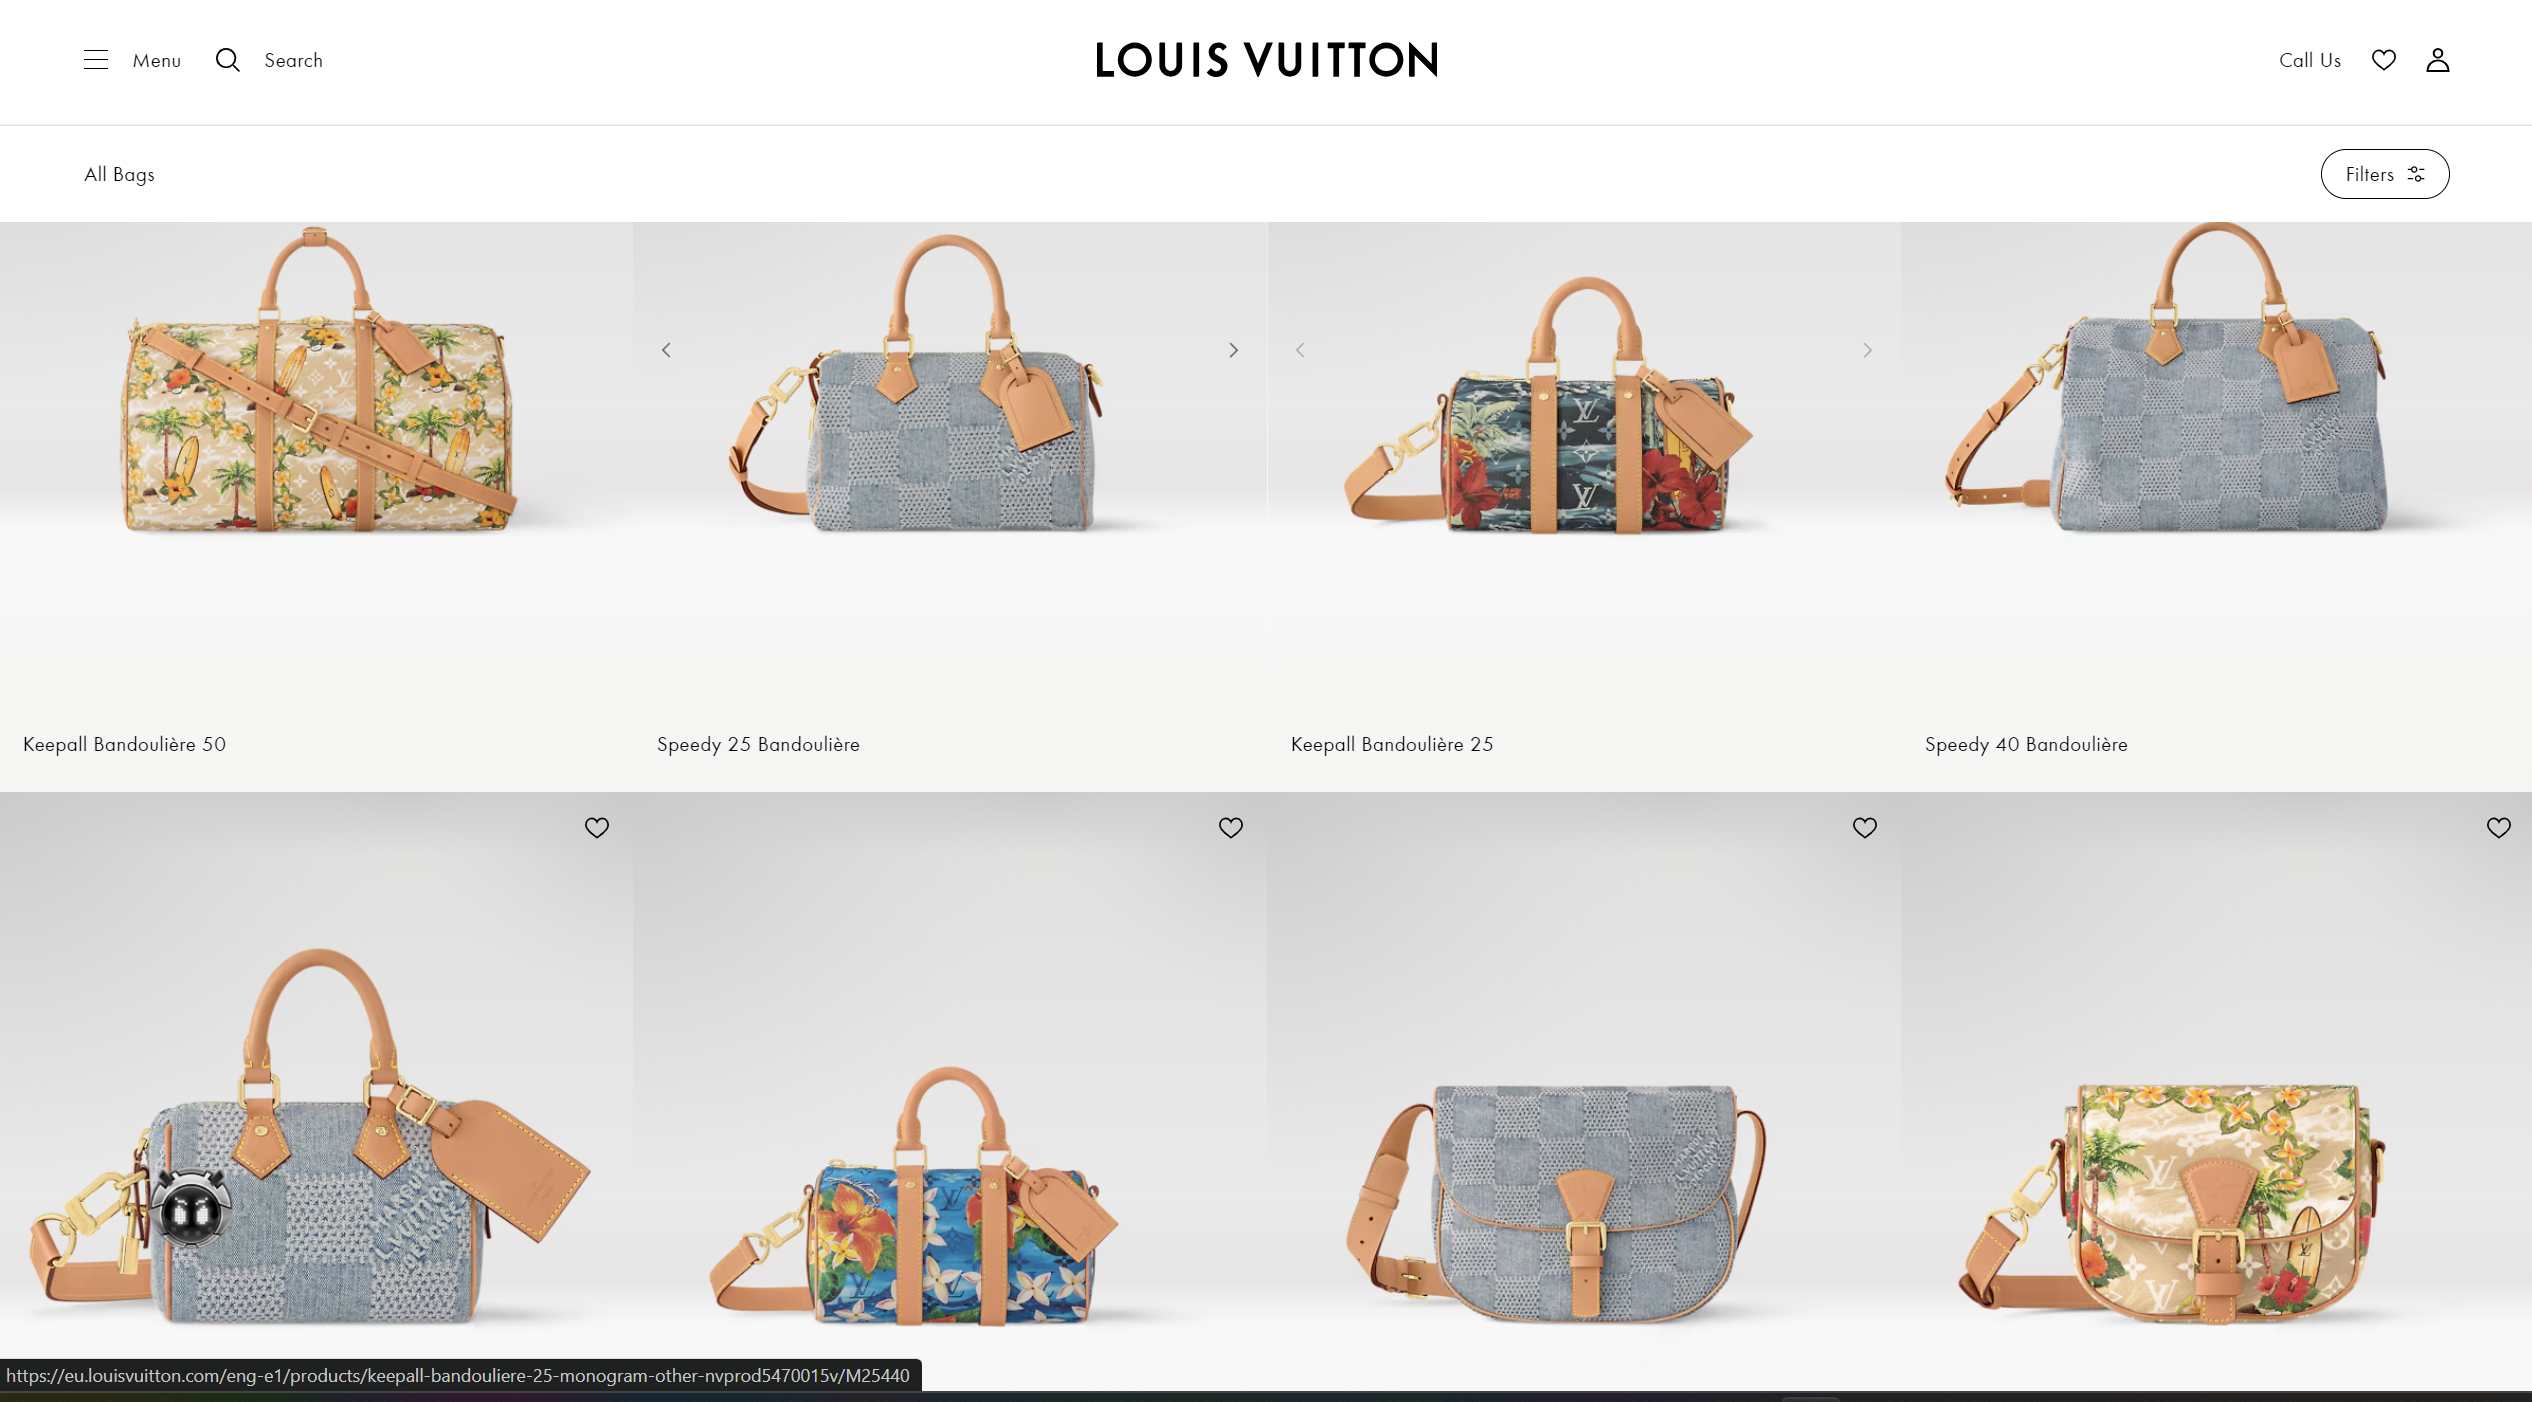 Menu
Search
LOUIS VUITTON
Call Us
All Bags
Filters
Keepall Bandoulière 50
Speedy 25 Bandoulière
Keepall Bandoulière 25
Speedy 40 Bandoulière
https://eu.louisvuitton.com/eng-e1/products/keepall-bandouliere-25-monogram-other-nvprod5470015v/M25440